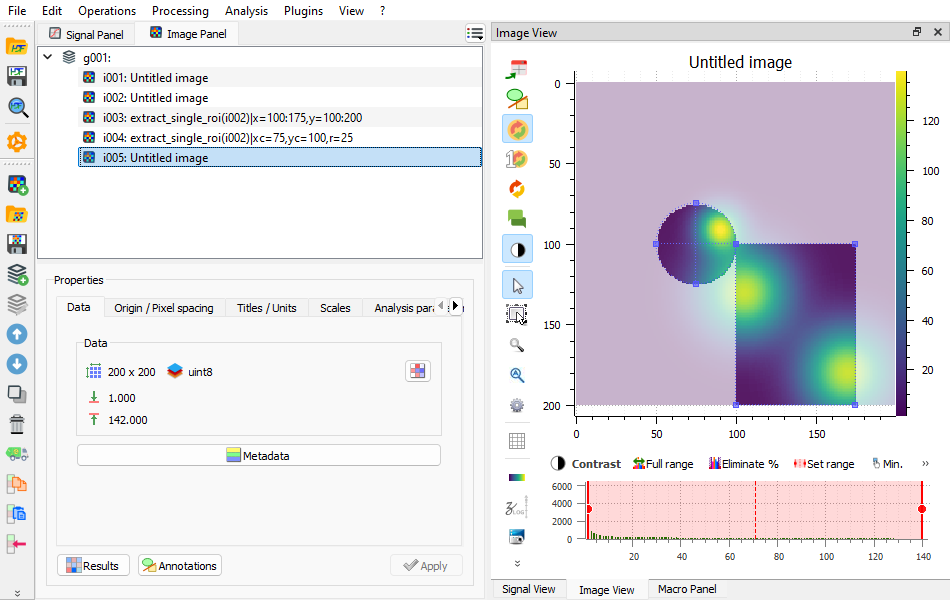 File Edit Operations Processing Analysis Plugins View ?
Signal Panel Image Panel
g001:
i001: Untitled image
i002: Untitled image
i003: extract_single_roi(i002)|x=100:175,y=100:200
i004: extract_single_roi(i002)|xc=75,yc=100,r=25
i005: Untitled image
Properties
Data Origin / Pixel spacing Titles / Units Scales Analysis para
Data
200 x 200 uint8
1.000
142.000
Metadata
Results Annotations Apply
Image View
Untitled image
0
50
100
150
200
0 50 100 150
120
100
80
60
40
20
Contrast Full range Eliminate % Set range Min. »
6000
4000
2000
0
20 40 60 80 100 120 140
Signal View Image View Macro Panel